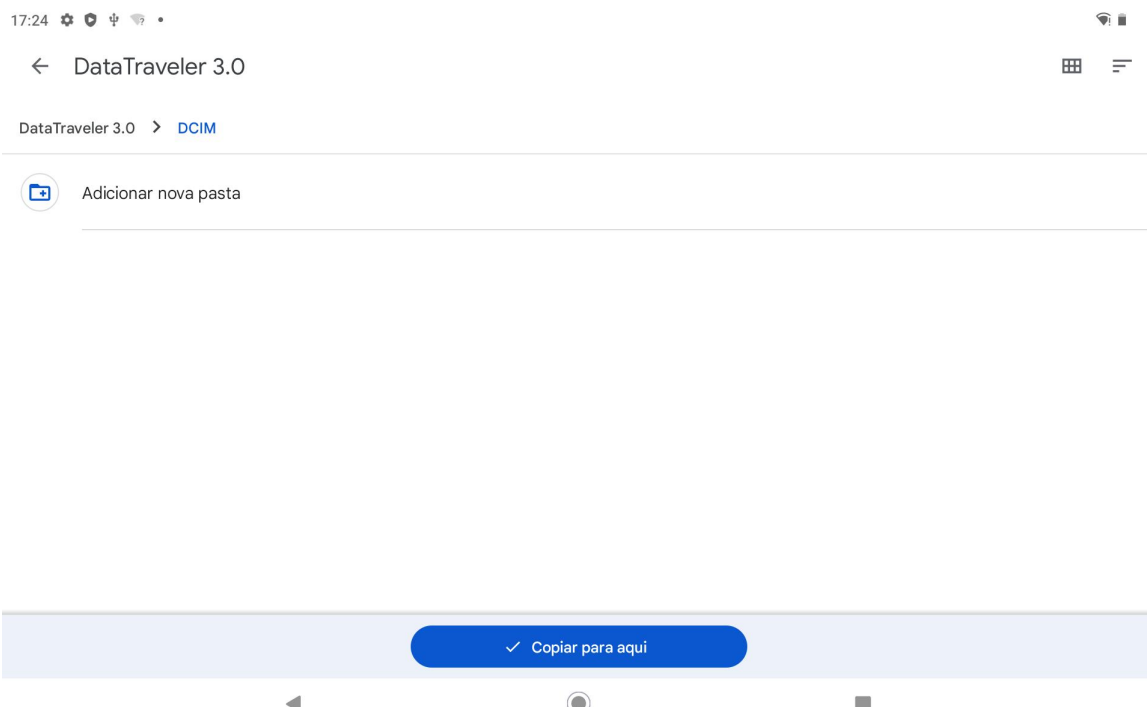 17:24
DataTraveler 3.0
DataTraveler 3.0 > DCIM
Adicionar nova pasta
Copiar para aqui